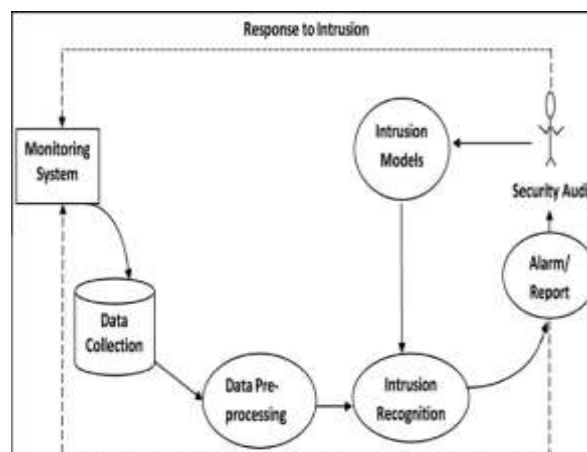 Response to Intrusion
Monitoring
System
Intrusion
Models
Security Audi
Alarm/
Report
Data
Collection
Data Pre-
processing
Intrusion
Recognition